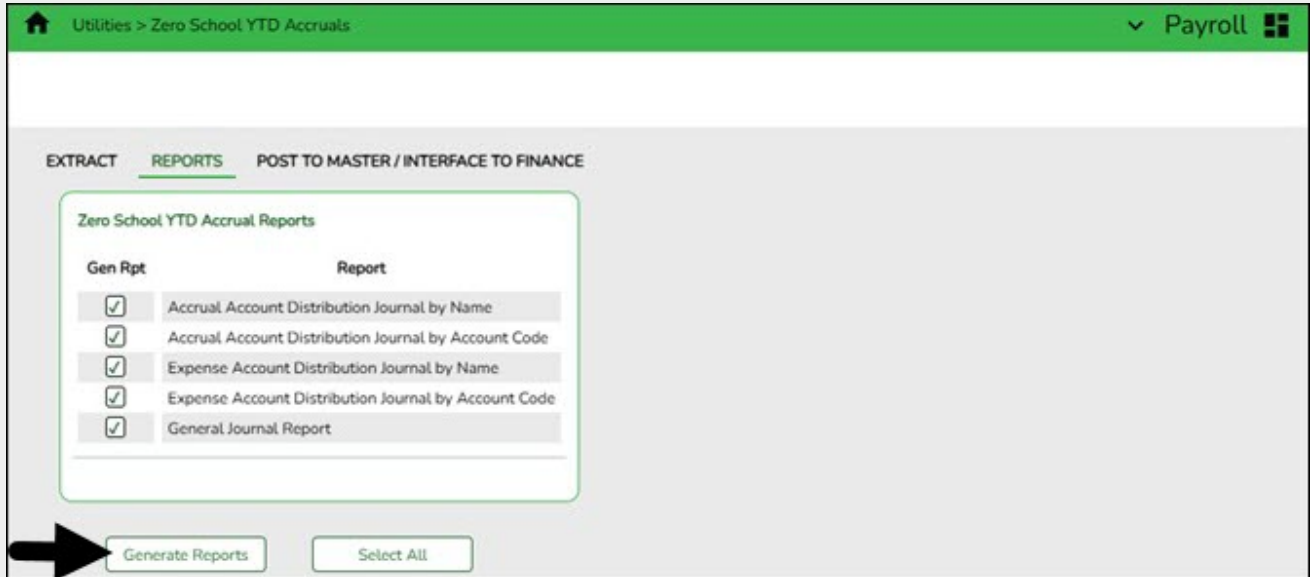 Utilities > Zero School YTD Accruals
Payroll
EXTRACT REPORTS POST TO MASTER / INTERFACE TO FINANCE
Zero School YTD Accrual Reports
Gen Rpt Report
Accrual Account Distribution Journal by Name
Accrual Account Distribution Journal by Account Code
Expense Account Distribution Journal by Name
Expense Account Distribution Journal by Account Code
General Journal Report
Generate Reports Select All